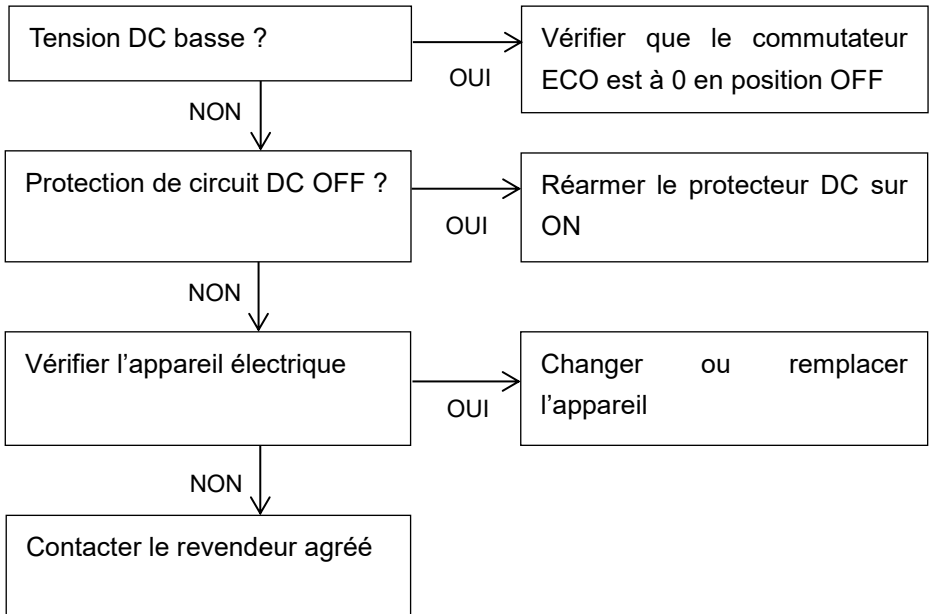 Tension DC basse ?
OUI
Vérifier que le commutateur
ECO est à 0 en position OFF
NON
Protection de circuit DC OFF ?
OUI
Réarmer le protecteur DC sur
ON
NON
Vérifier l’appareil électrique
OUI
Changer ou remplacer
l’appareil
NON
Contacter le revendeur agréé